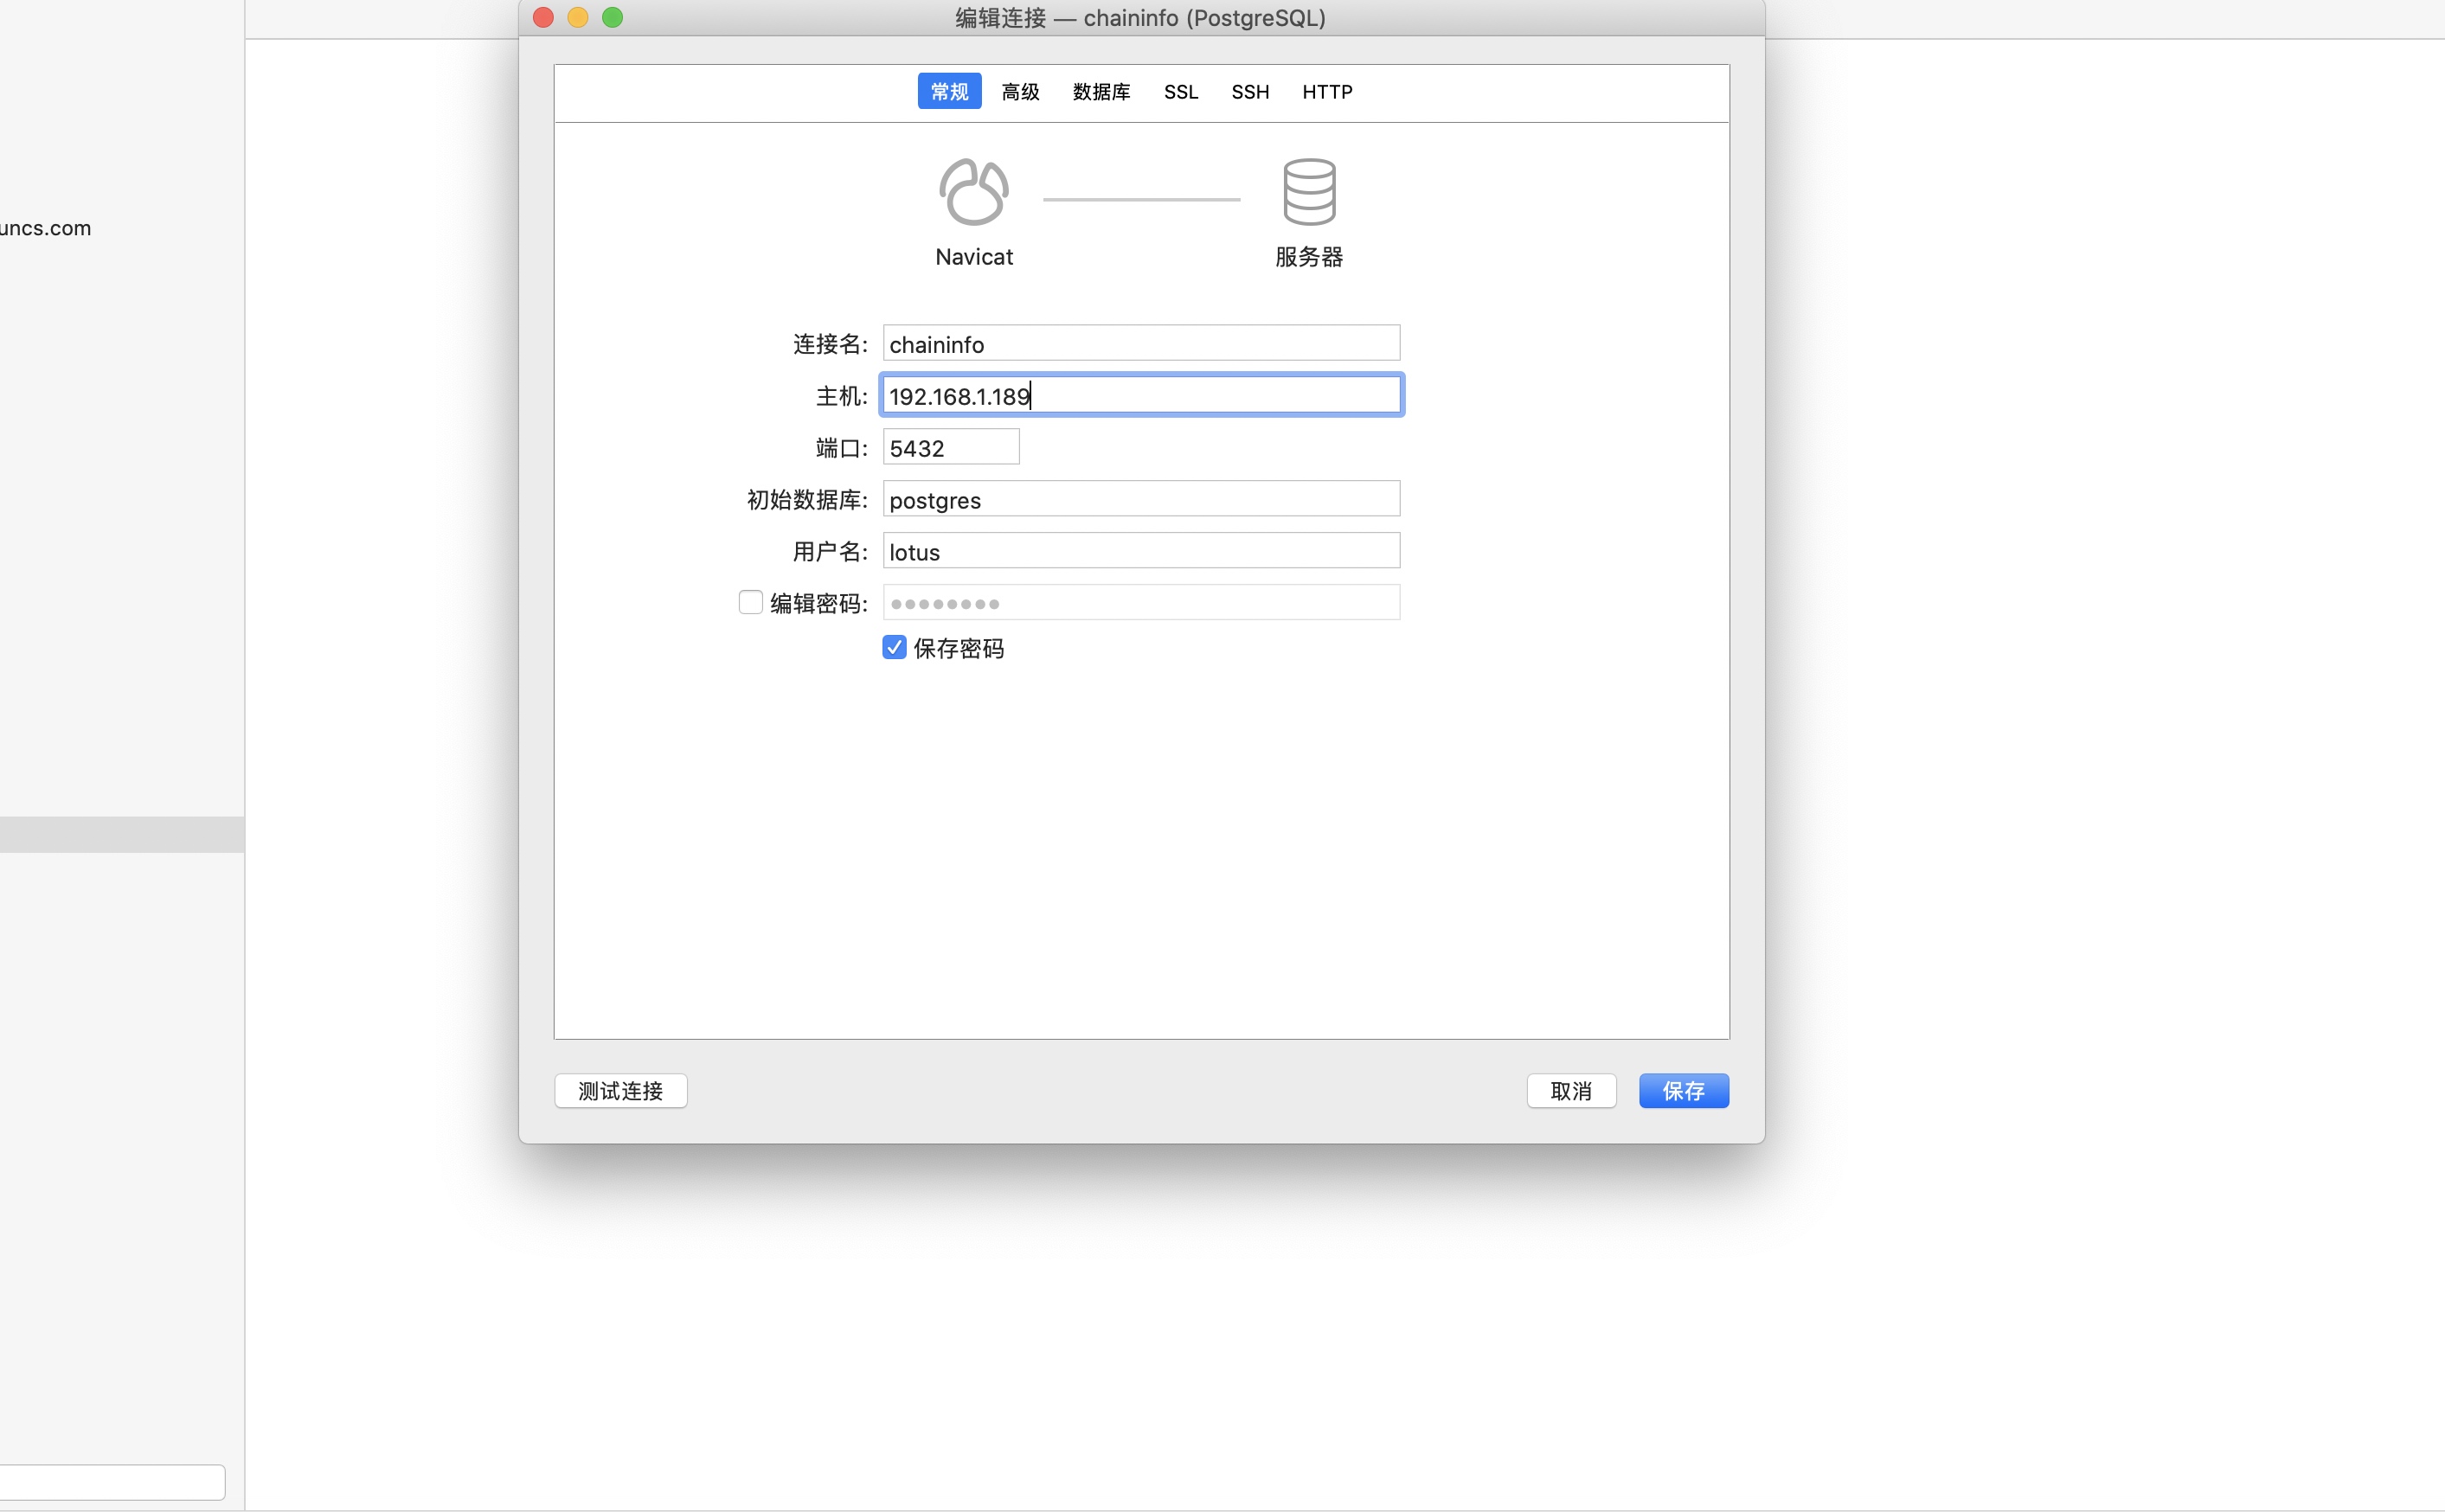 编辑连接 — chaininfo (PostgreSQL)
常规 高级 数据库 SSL SSH HTTP
uncs.com
Navicat 服务器
连接名: chaininfo
主机: 192.168.1.189
端口: 5432
初始数据库: postgres
用户名: lotus
编辑密码: ●●●●●●●●
保存密码
测试连接 取消 保存